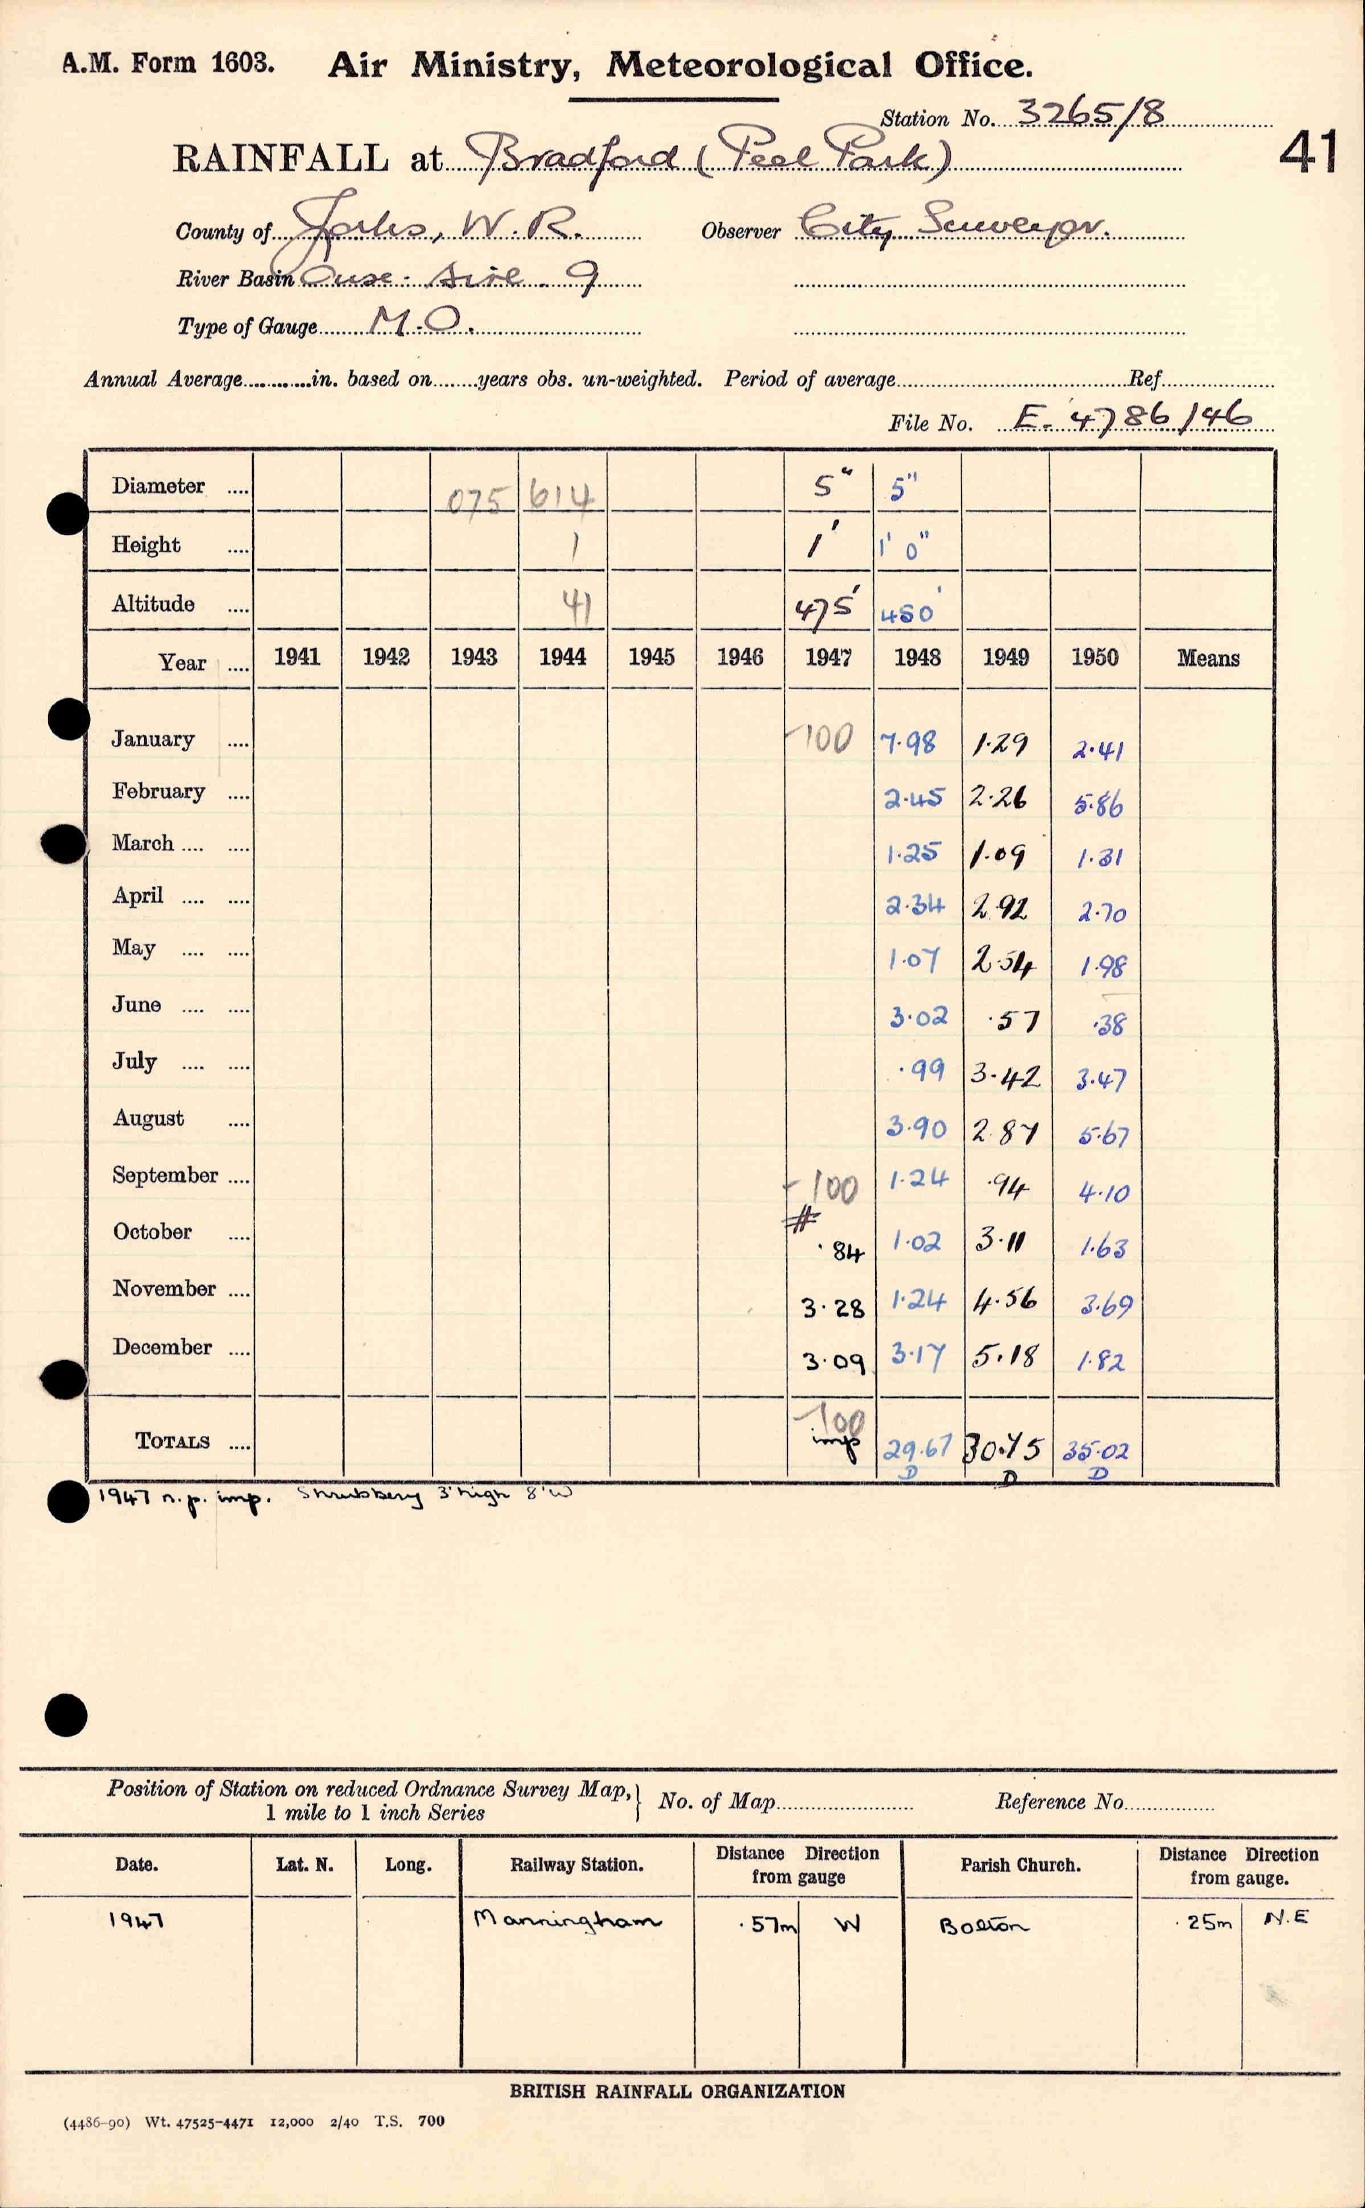 A.M. Form 1603. Air Ministry, Meteorological Office.
Station No. 3265/8
RAINFALL at Bradford (Peel Park)
41
County of Yorks, W.R. Observer City Surveyor.
River Basin Ouse - Aire. 9
Type of Gauge M.O.
Annual Average............in. based on........years obs. un-weighted. Period of average.......... Ref..........
File No. E. 4786/46
Diameter .... 075 614 5" 5"
Height .... 1 1' 1' 0"
Altitude .... 41 475' 450'
Year .... 1941 1942 1943 1944 1945 1946 1947 1948 1949 1950 Means
January .... -100 7.98 1.29 2.41
February .... 2.45 2.26 5.86
March .... .... 1.25 1.09 1.31
April .... .... 2.34 2.92 2.70
May .... .... 1.07 2.54 1.98
June .... .... 3.02 .57 .38
July .... .... .99 3.42 3.47
August .... 3.90 2.87 5.67
September .... -100 1.24 .94 4.10
October .... # .84 1.02 3.11 1.63
November .... 3.28 1.24 4.56 3.69
December .... 3.09 3.17 5.18 1.82
-100
TOTALS .... imp 29.67 30.75 35.02
D D D
1947 n.p. imp. Shrubbery 3' high 8' W
Position of Station on reduced Ordnance Survey Map, 1 mile to 1 inch Series } No. of Map.......... Reference No..........
Date. Lat. N. Long. Railway Station. Distance Direction from gauge Parish Church. Distance Direction from gauge.
1947 Manningham .57m W Bolton .25m N.E
BRITISH RAINFALL ORGANIZATION
(4486-90) Wt. 47525-4471 12,000 2/40 T.S. 700